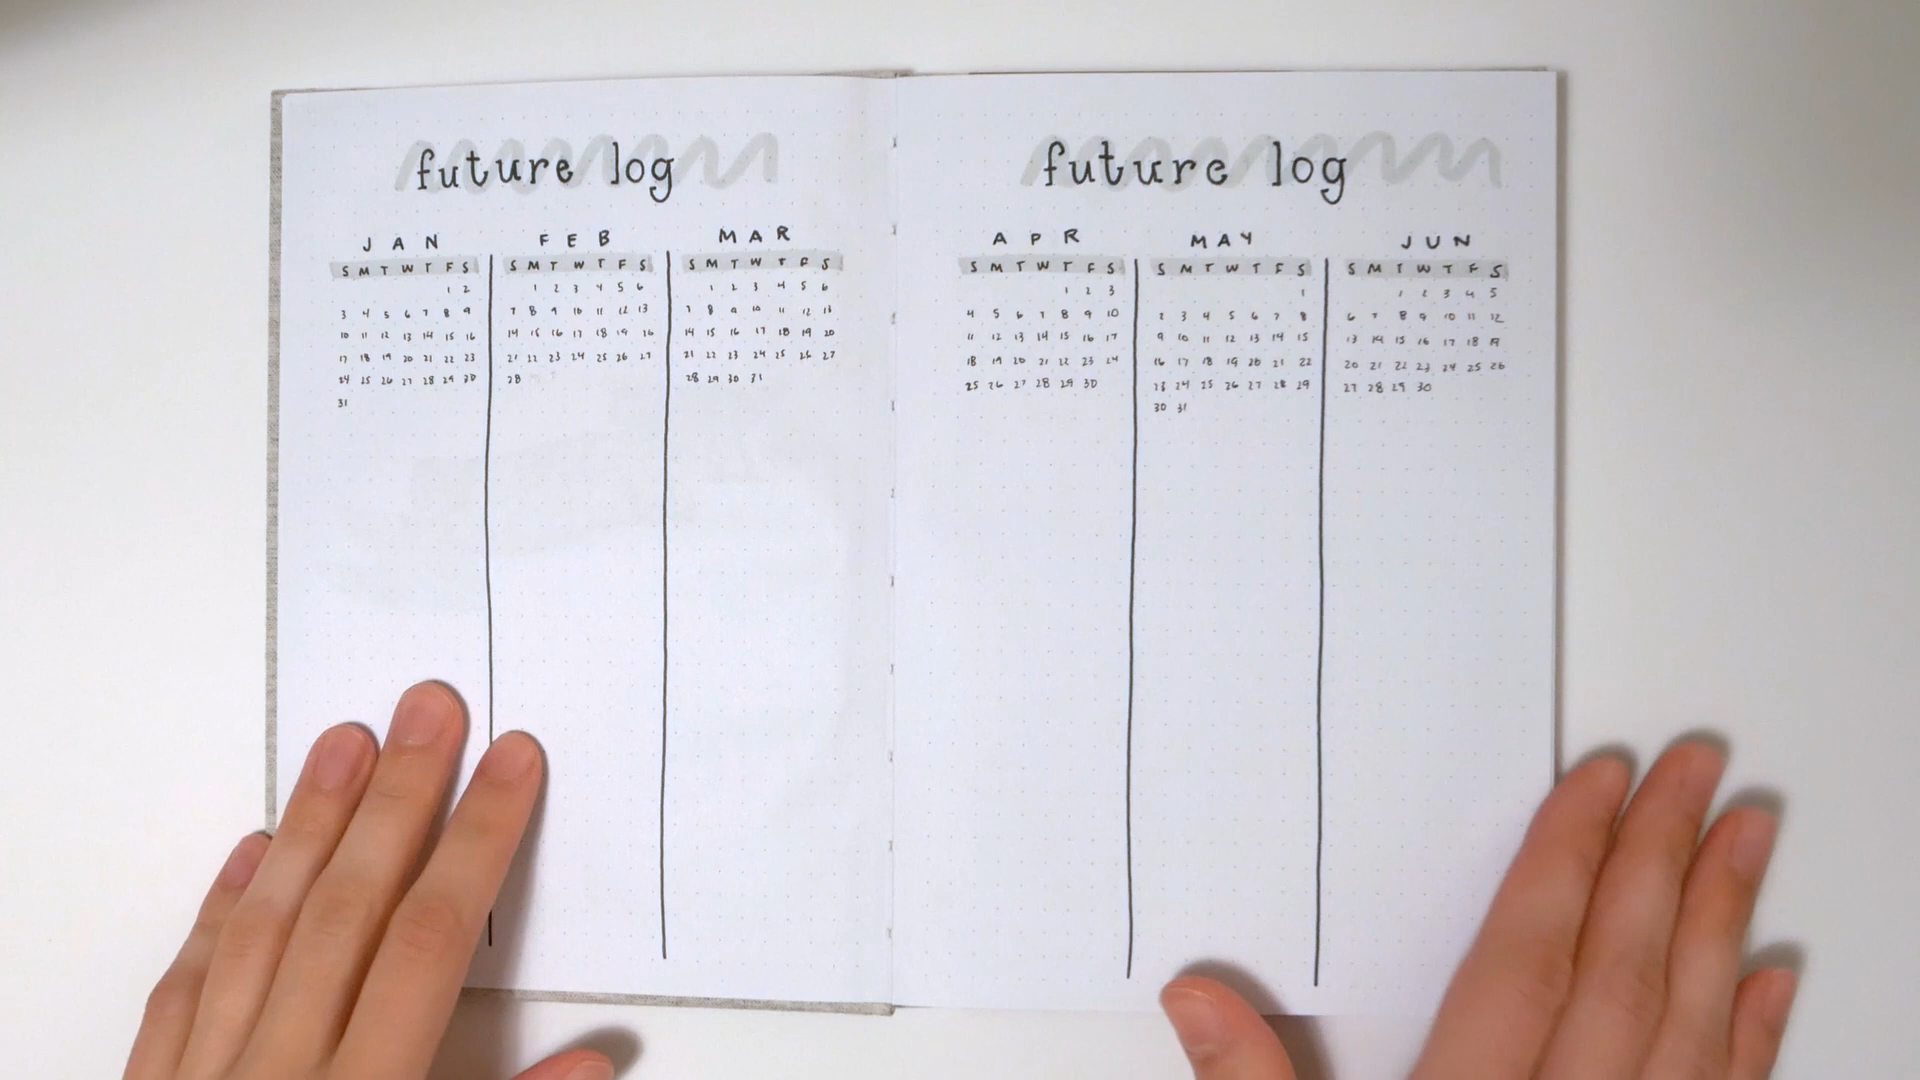 future log
J A N
S M T W T F S
1 2
3 4 5 6 7 8 9
10 11 12 13 14 15 16
17 18 19 20 21 22 23
24 25 26 27 28 29 30
31
F E B
S M T W T F S
1 2 3 4 5 6
7 8 9 10 11 12 13
14 15 16 17 18 19 20
21 22 23 24 25 26 27
28
M A R
S M T W T F S
1 2 3 4 5 6
7 8 9 10 11 12 13
14 15 16 17 18 19 20
21 22 23 24 25 26 27
28 29 30 31
future log
A P R
S M T W T F S
1 2 3
4 5 6 7 8 9 10
11 12 13 14 15 16 17
18 19 20 21 22 23 24
25 26 27 28 29 30
M A Y
S M T W T F S
1
2 3 4 5 6 7 8
9 10 11 12 13 14 15
16 17 18 19 20 21 22
23 24 25 26 27 28 29
30 31
J U N
S M T W T F S
1 2 3 4 5
6 7 8 9 10 11 12
13 14 15 16 17 18 19
20 21 22 23 24 25 26
27 28 29 30